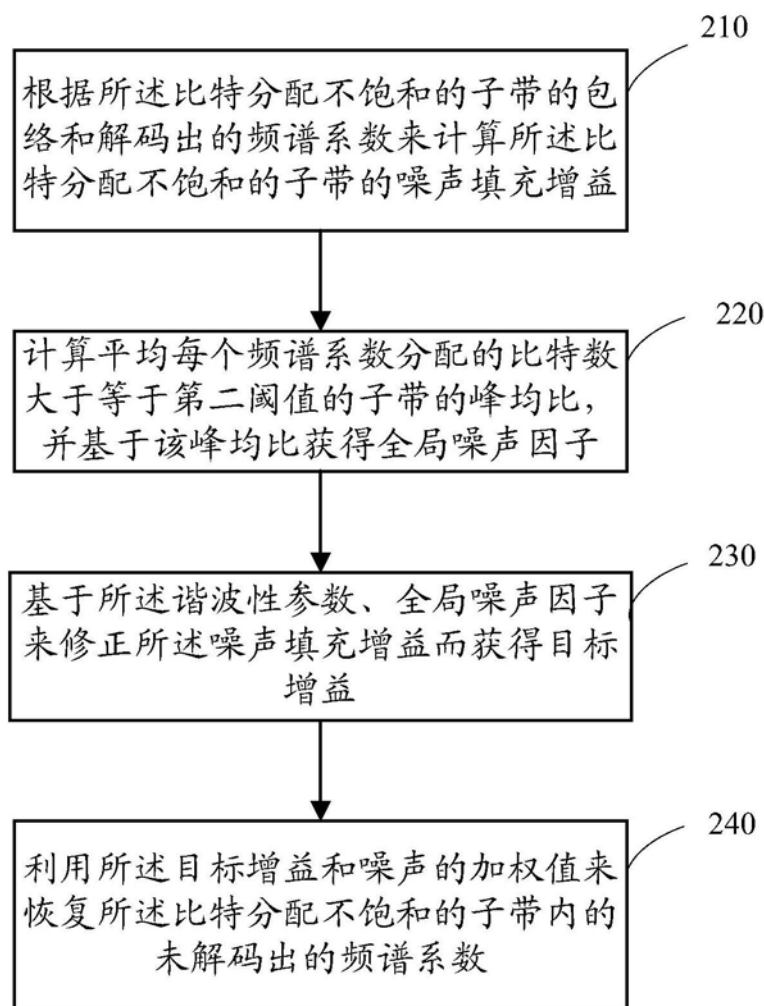 210
根据所述比特分配不饱和的子带的包
络和解码出的频谱系数来计算所述比
特分配不饱和的子带的噪声填充增益
220
计算平均每个频谱系数分配的比特数
大于等于第二阈值的子带的峰均比，
并基于该峰均比获得全局噪声因子
230
基于所述谐波性参数、全局噪声因子
来修正所述噪声填充增益而获得目标
增益
240
利用所述目标增益和噪声的加权值来
恢复所述比特分配不饱和的子带内的
未解码出的频谱系数